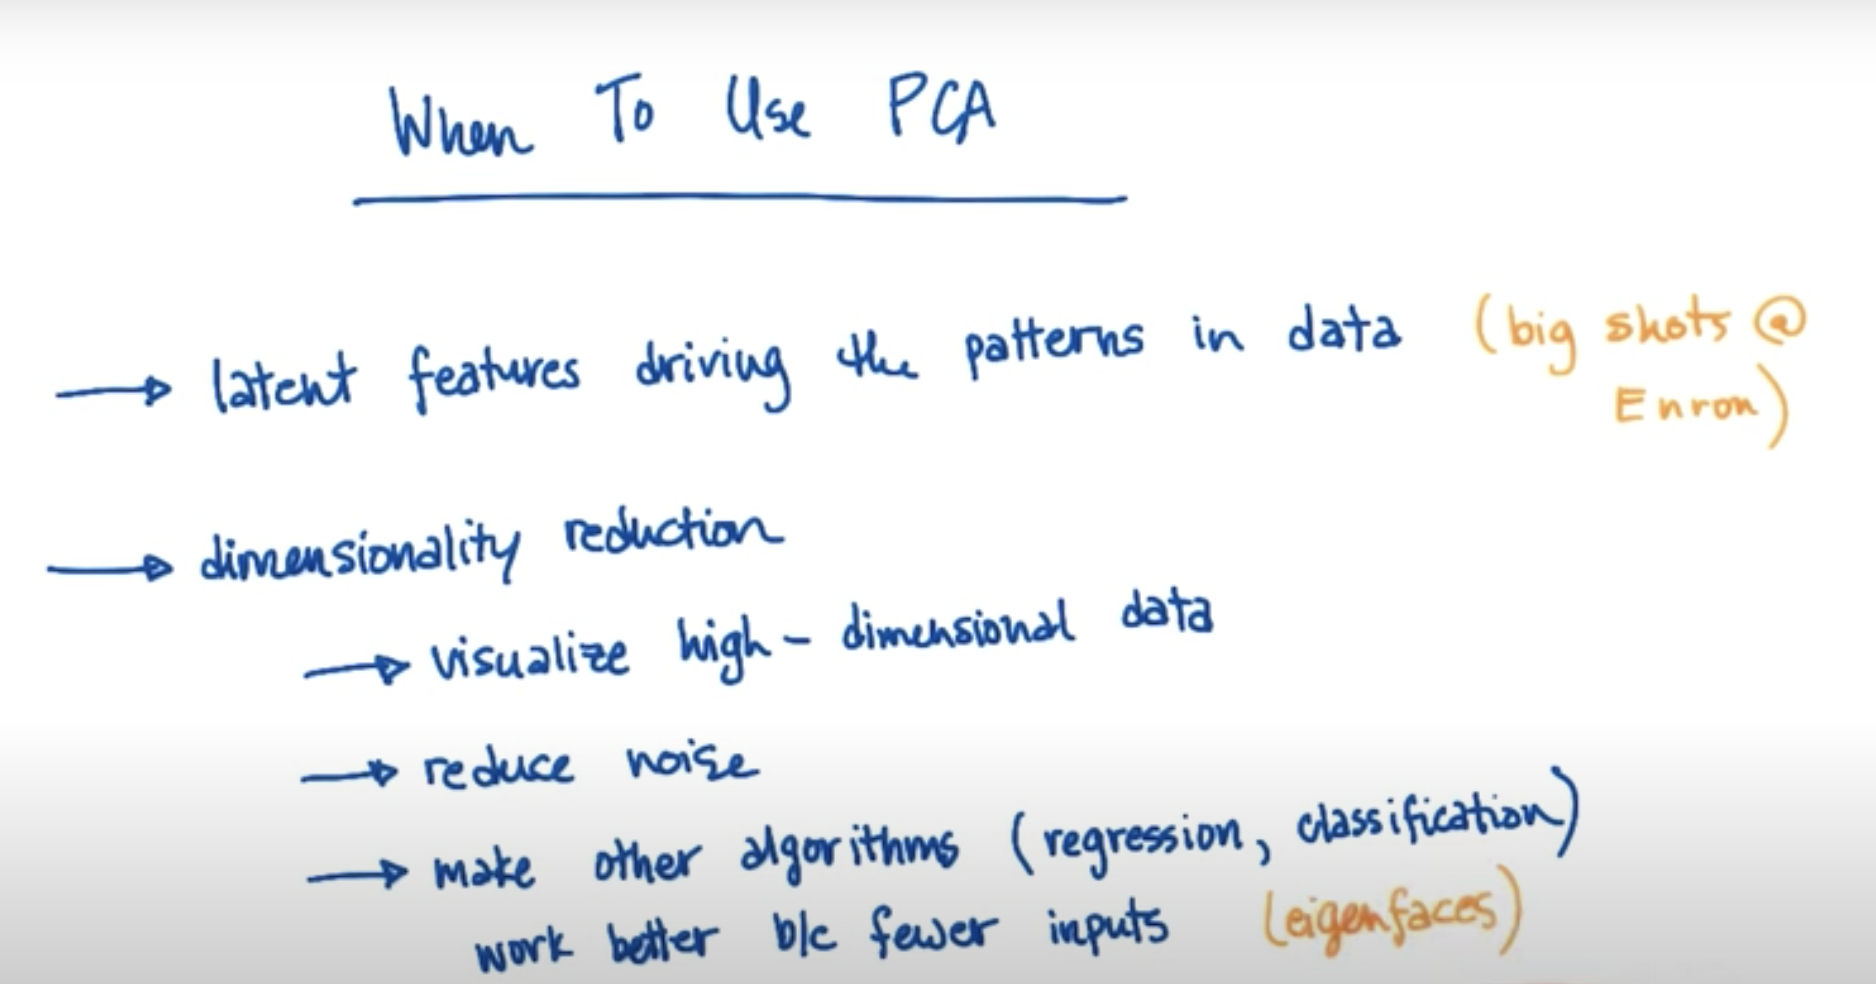 When To Use PCA
→ latent features driving the patterns in data (big shots @
Enron)
→ dimensionality reduction
→ visualize high-dimensional data
→ reduce noise
→ make other algorithms (regression, classification)
work better b/c fewer inputs (eigenfaces)